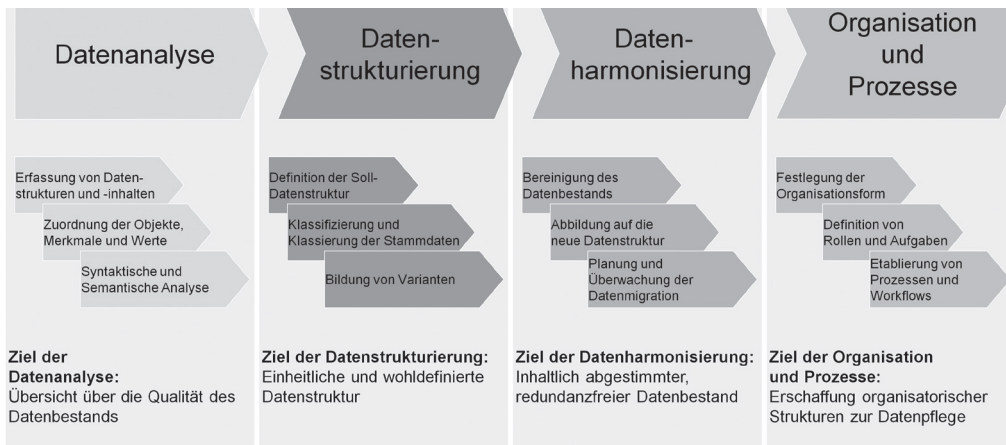 Datenanalyse
Erfassung von Daten-
strukturen und -inhalten
Zuordnung der Objekte,
Merkmale und Werte
Syntaktische und
Semantische Analyse
Ziel der
Datenanalyse:
Übersicht über die Qualität des
Datenbestands
Daten-
strukturierung
Definition der Soll-
Datenstruktur
Klassifizierung und
Klassierung der Stammdaten
Bildung von Varianten
Ziel der Datenstrukturierung:
Einheitliche und wohldefinierte
Datenstruktur
Daten-
harmonisierung
Bereinigung des
Datenbestands
Abbildung auf die
neue Datenstruktur
Planung und
Überwachung der
Datenmigration
Ziel der Datenharmonisierung:
Inhaltlich abgestimmter,
redundanzfreier Datenbestand
Organisation
und
Prozesse
Festlegung der
Organisationsform
Definition von
Rollen und Aufgaben
Etablierung von
Prozessen und
Workflows
Ziel der Organisation
und Prozesse:
Erschaffung organisatorischer
Strukturen zur Datenpflege